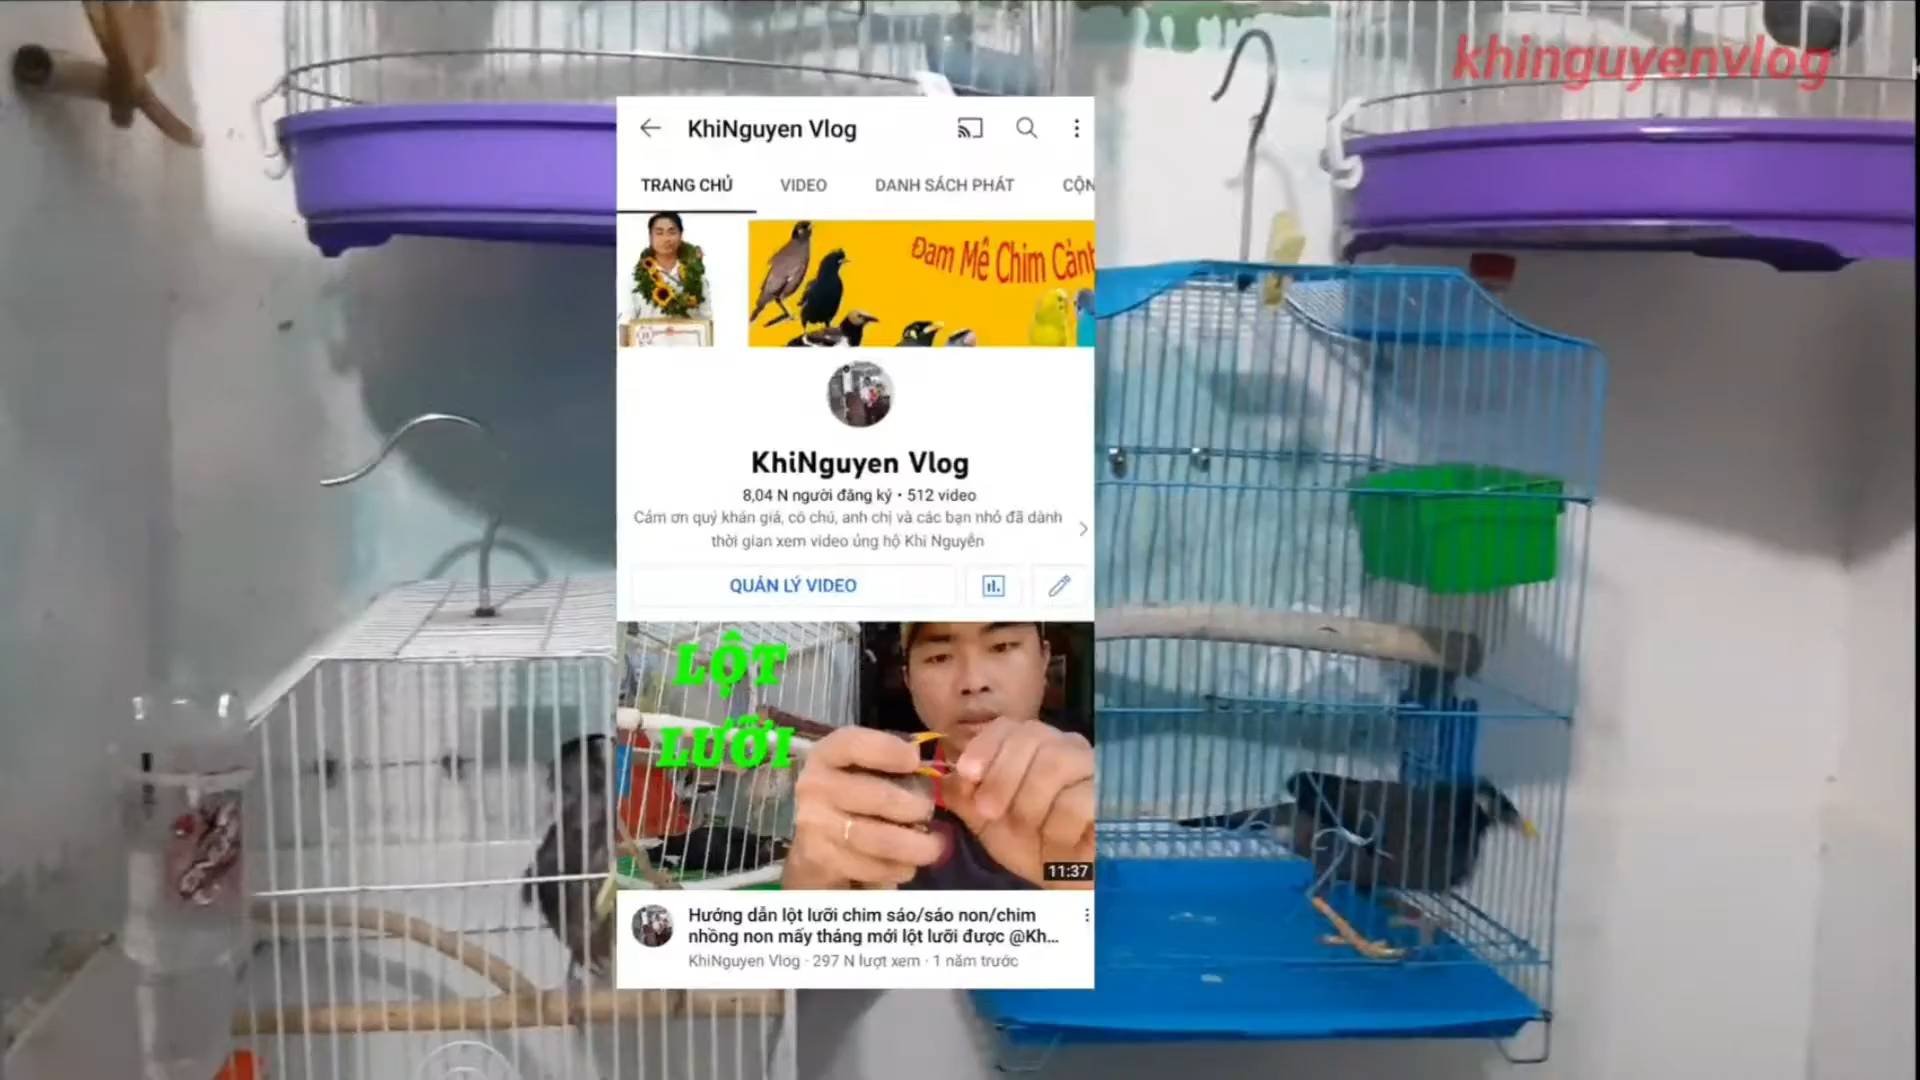 khinguyenvlog
KhiNguyen Vlog
TRANG CHỦ VIDEO DANH SÁCH PHÁT CỘN
Đam Mê Chim Cảnh
KhiNguyen Vlog
8,04 N người đăng ký • 512 video
Cảm ơn quý khán giả, cô chú, anh chị và các bạn nhỏ đã dành
thời gian xem video ủng hộ Khi Nguyên
QUẢN LÝ VIDEO
LỘT
LƯỠI
11:37
Hướng dẫn lột lưỡi chim sáo/sáo non/chim
nhồng non mấy tháng mới lột lưỡi được @Kh...
KhiNguyen Vlog · 297 N lượt xem · 1 năm trước